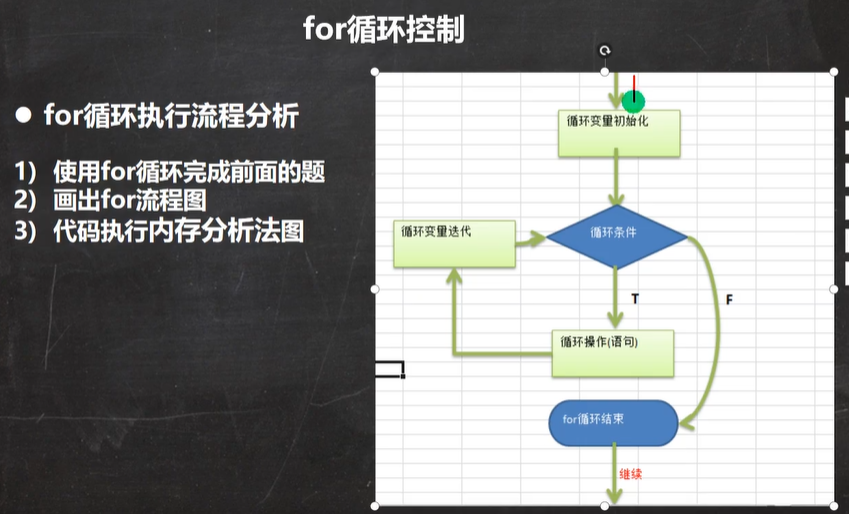 for循环控制
● for循环执行流程分析
1) 使用for循环完成前面的题
2) 画出for流程图
3) 代码执行内存分析法图
循环变量初始化
循环变量迭代
循环条件
T
F
循环操作(语句)
for循环结束
继续